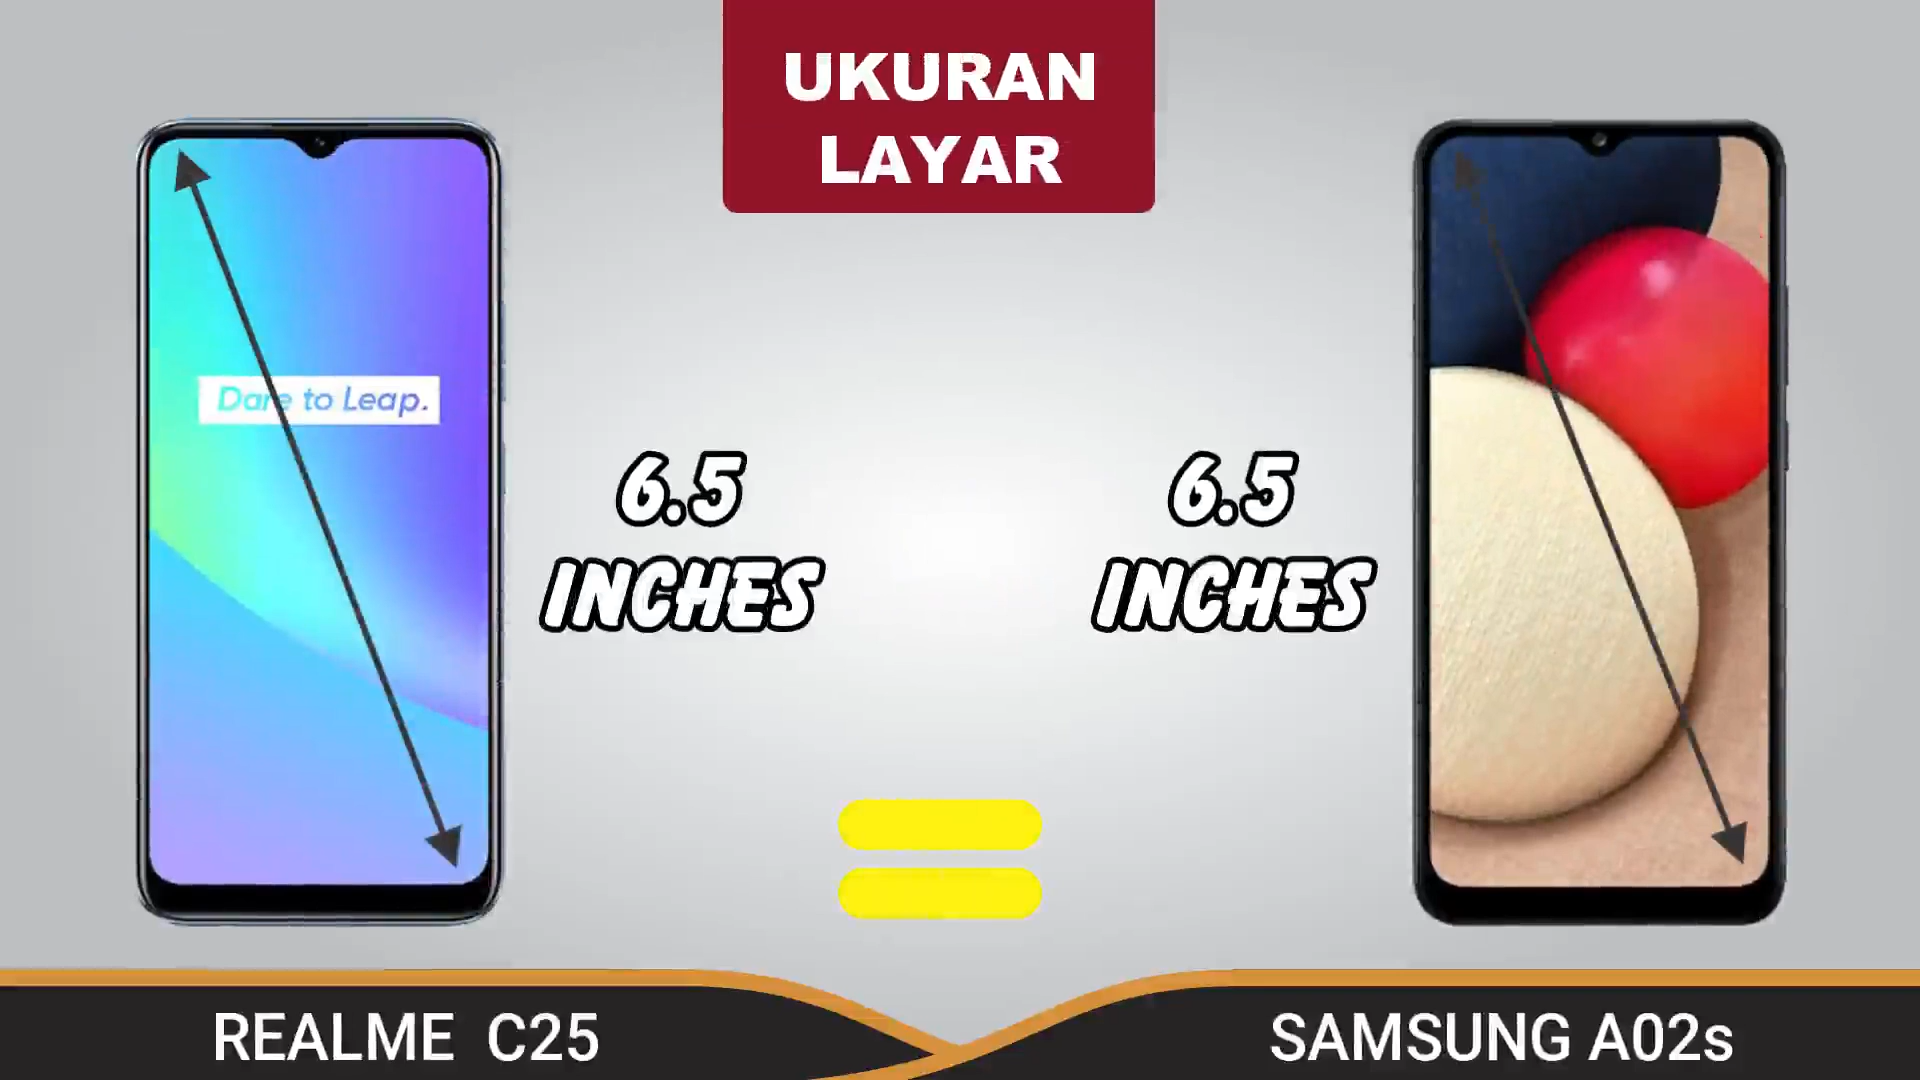 UKURAN
LAYAR
Dare to Leap.
6.5
INCHES
6.5
INCHES
REALME C25
SAMSUNG A02s